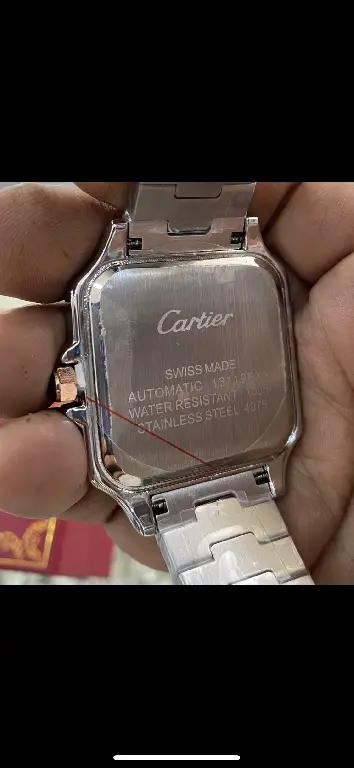 Cartier
SWISS MADE
AUTOMATIC
WATER RESISTANT
STAINLESS STEEL